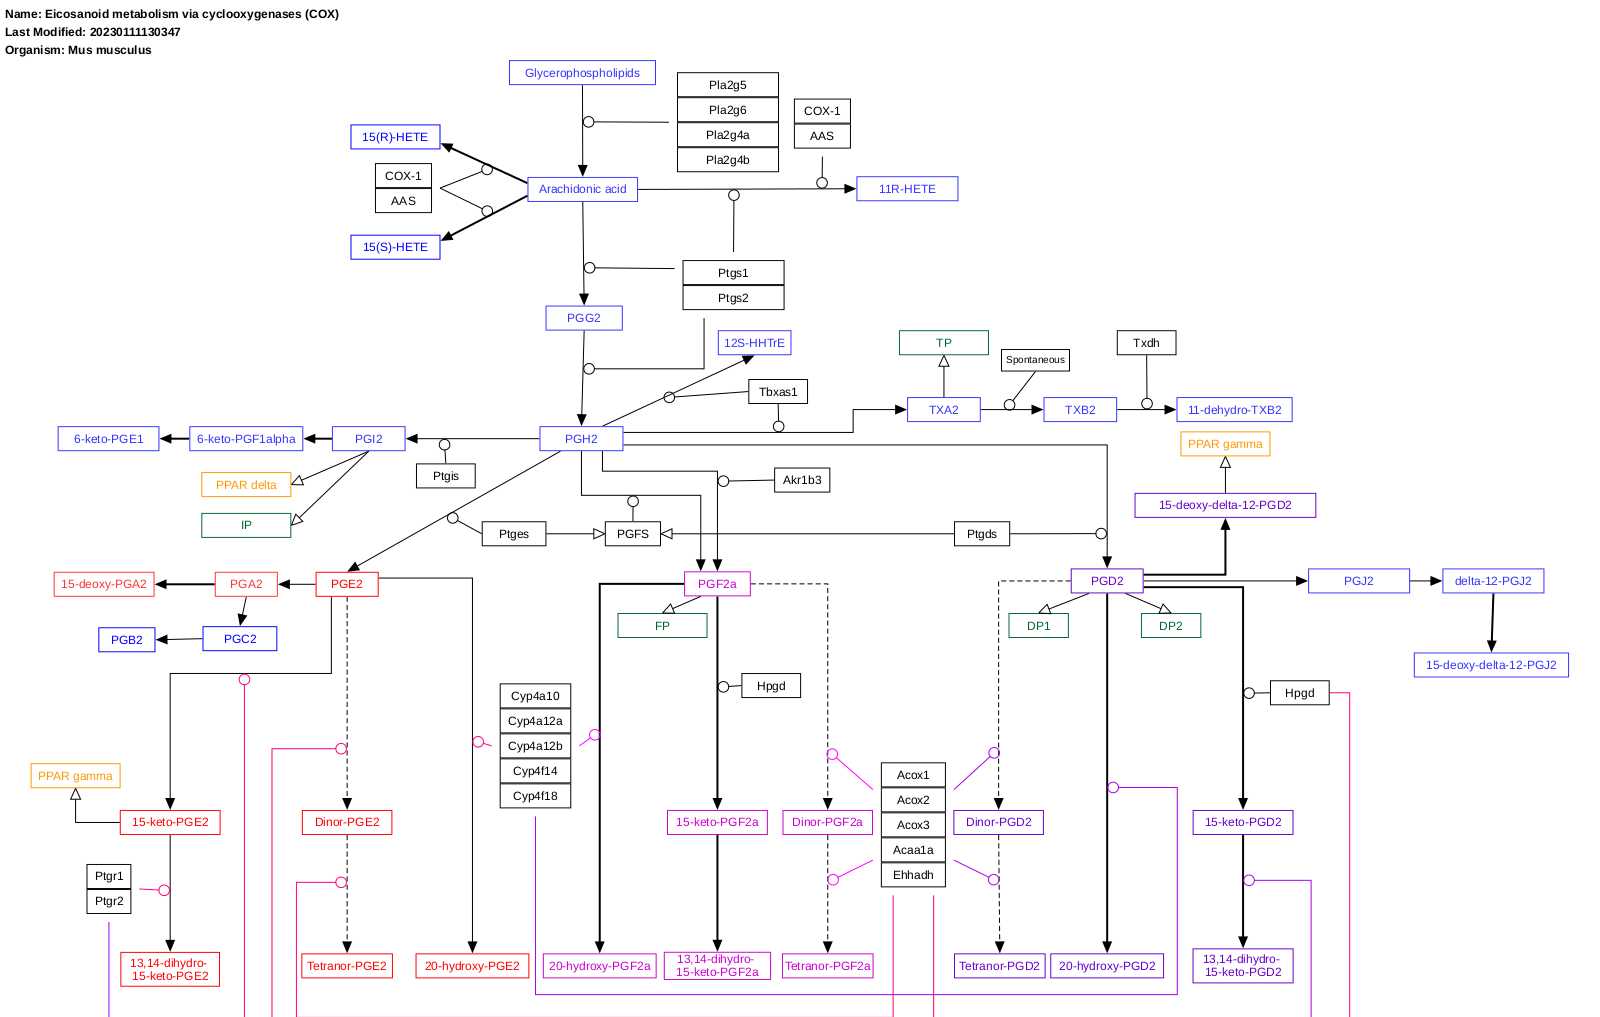 Name: Eicosanoid metabolism via cyclooxygenases (COX)
Last Modified: 20230111130347
Organism: Mus musculus
Glycerophospholipids
Pla2g5
Pla2g6
Pla2g4a
Pla2g4b
COX-1
AAS
15(R)-HETE
COX-1
AAS
Arachidonic acid
11R-HETE
15(S)-HETE
Ptgs1
Ptgs2
PGG2
12S-HHTrE
TP
Spontaneous
Txdh
Tbxas1
TXA2
TXB2
11-dehydro-TXB2
6-keto-PGE1
6-keto-PGF1alpha
PGI2
PGH2
PPAR gamma
Ptgis
Akr1b3
PPAR delta
15-deoxy-delta-12-PGD2
IP
Ptges
PGFS
Ptgds
15-deoxy-PGA2
PGA2
PGE2
PGF2a
PGD2
PGJ2
delta-12-PGJ2
FP
DP1
DP2
PGB2
PGC2
15-deoxy-delta-12-PGJ2
Hpgd
Hpgd
Cyp4a10
Cyp4a12a
Cyp4a12b
Cyp4f14
Cyp4f18
PPAR gamma
Acox1
Acox2
Acox3
Acaa1a
Ehhadh
15-keto-PGE2
Dinor-PGE2
15-keto-PGF2a
Dinor-PGF2a
Dinor-PGD2
15-keto-PGD2
Ptgr1
Ptgr2
13,14-dihydro-
15-keto-PGE2
Tetranor-PGE2
20-hydroxy-PGE2
20-hydroxy-PGF2a
13,14-dihydro-
15-keto-PGF2a
Tetranor-PGF2a
Tetranor-PGD2
20-hydroxy-PGD2
13,14-dihydro-
15-keto-PGD2